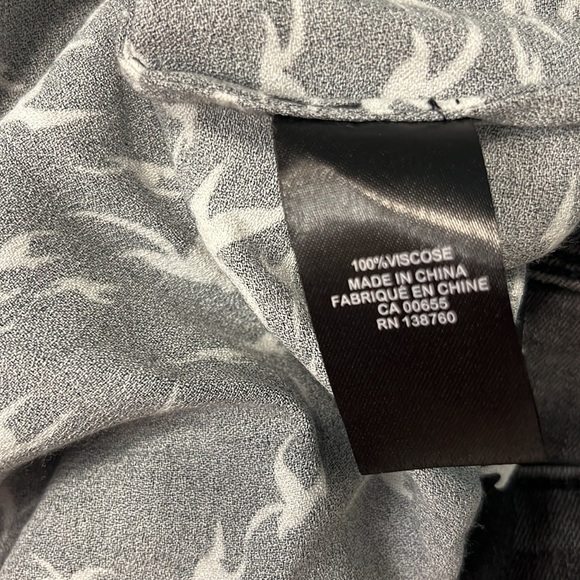 100%VISCOSE
MADE IN CHINA
FABRIQUÉ EN CHINE
CA 00655
RN 138760